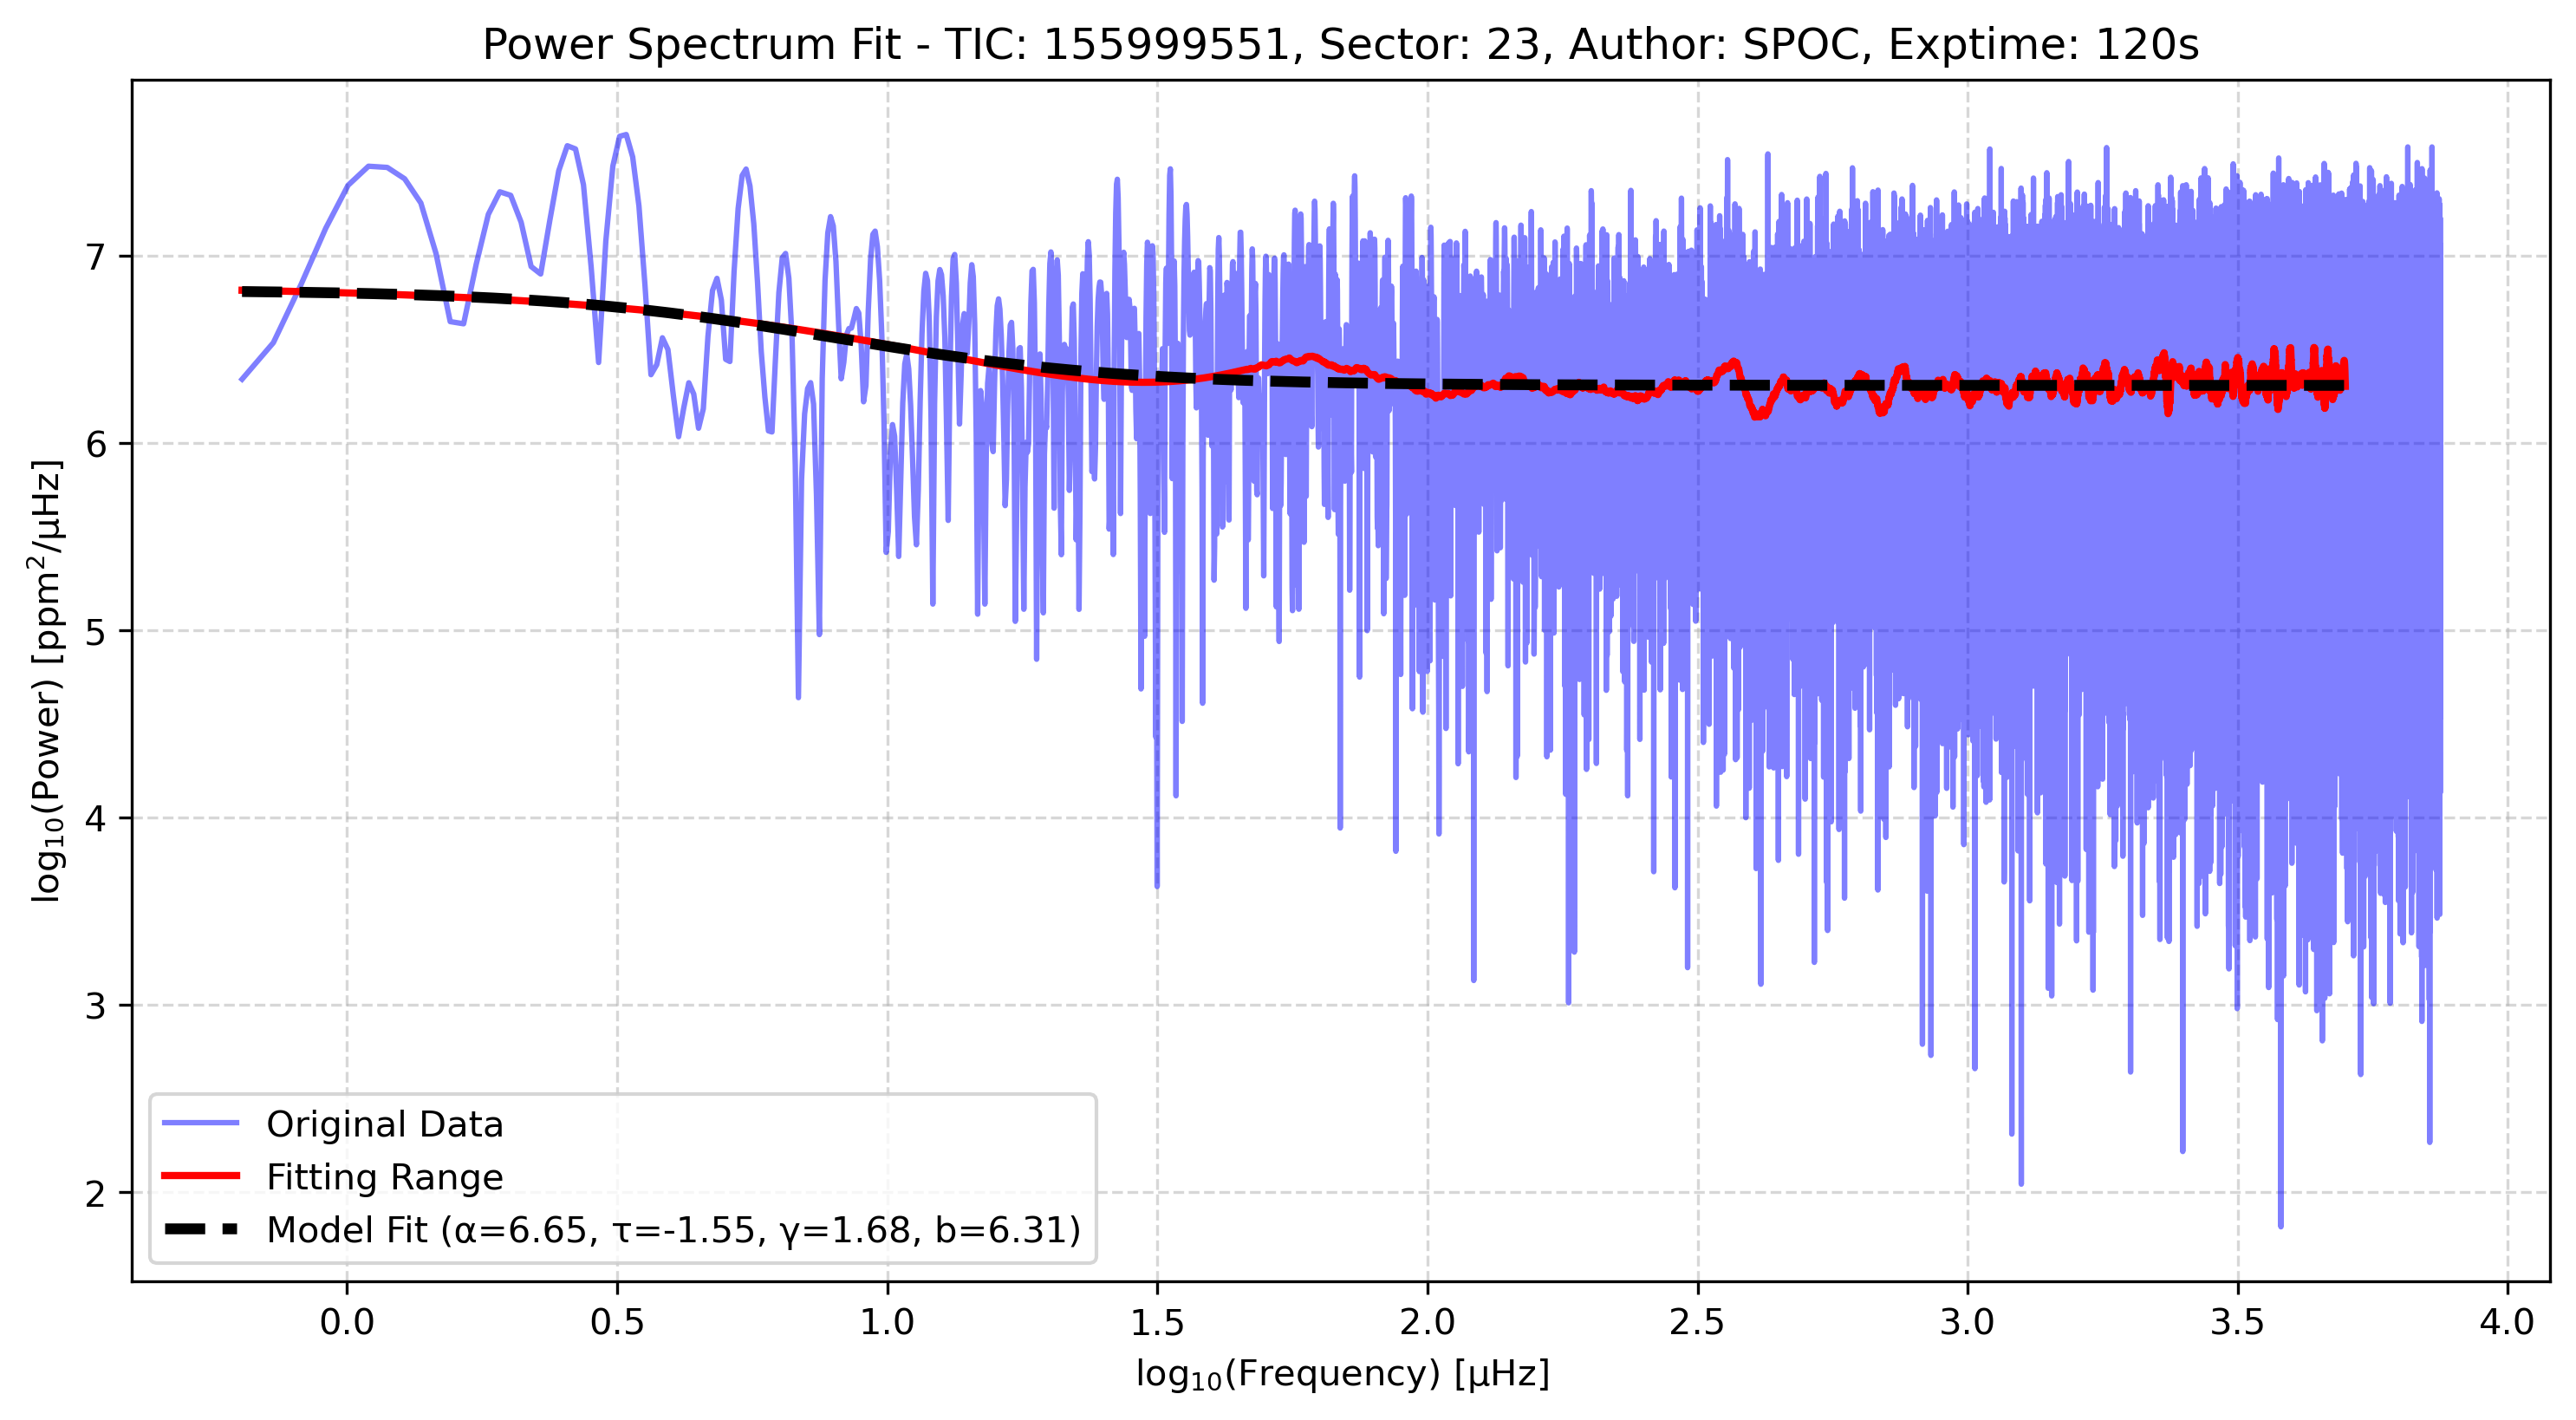 Power Spectrum Fit - TIC: 155999551, Sector: 23, Author: SPOC, Exptime: 120s
log₁₀(Power) [ppm²/μHz]
7
6
5
4
3
2
Original Data
Fitting Range
Model Fit (α=6.65, τ=-1.55, γ=1.68, b=6.31)
0.0 0.5 1.0 1.5 2.0 2.5 3.0 3.5 4.0
log₁₀(Frequency) [μHz]